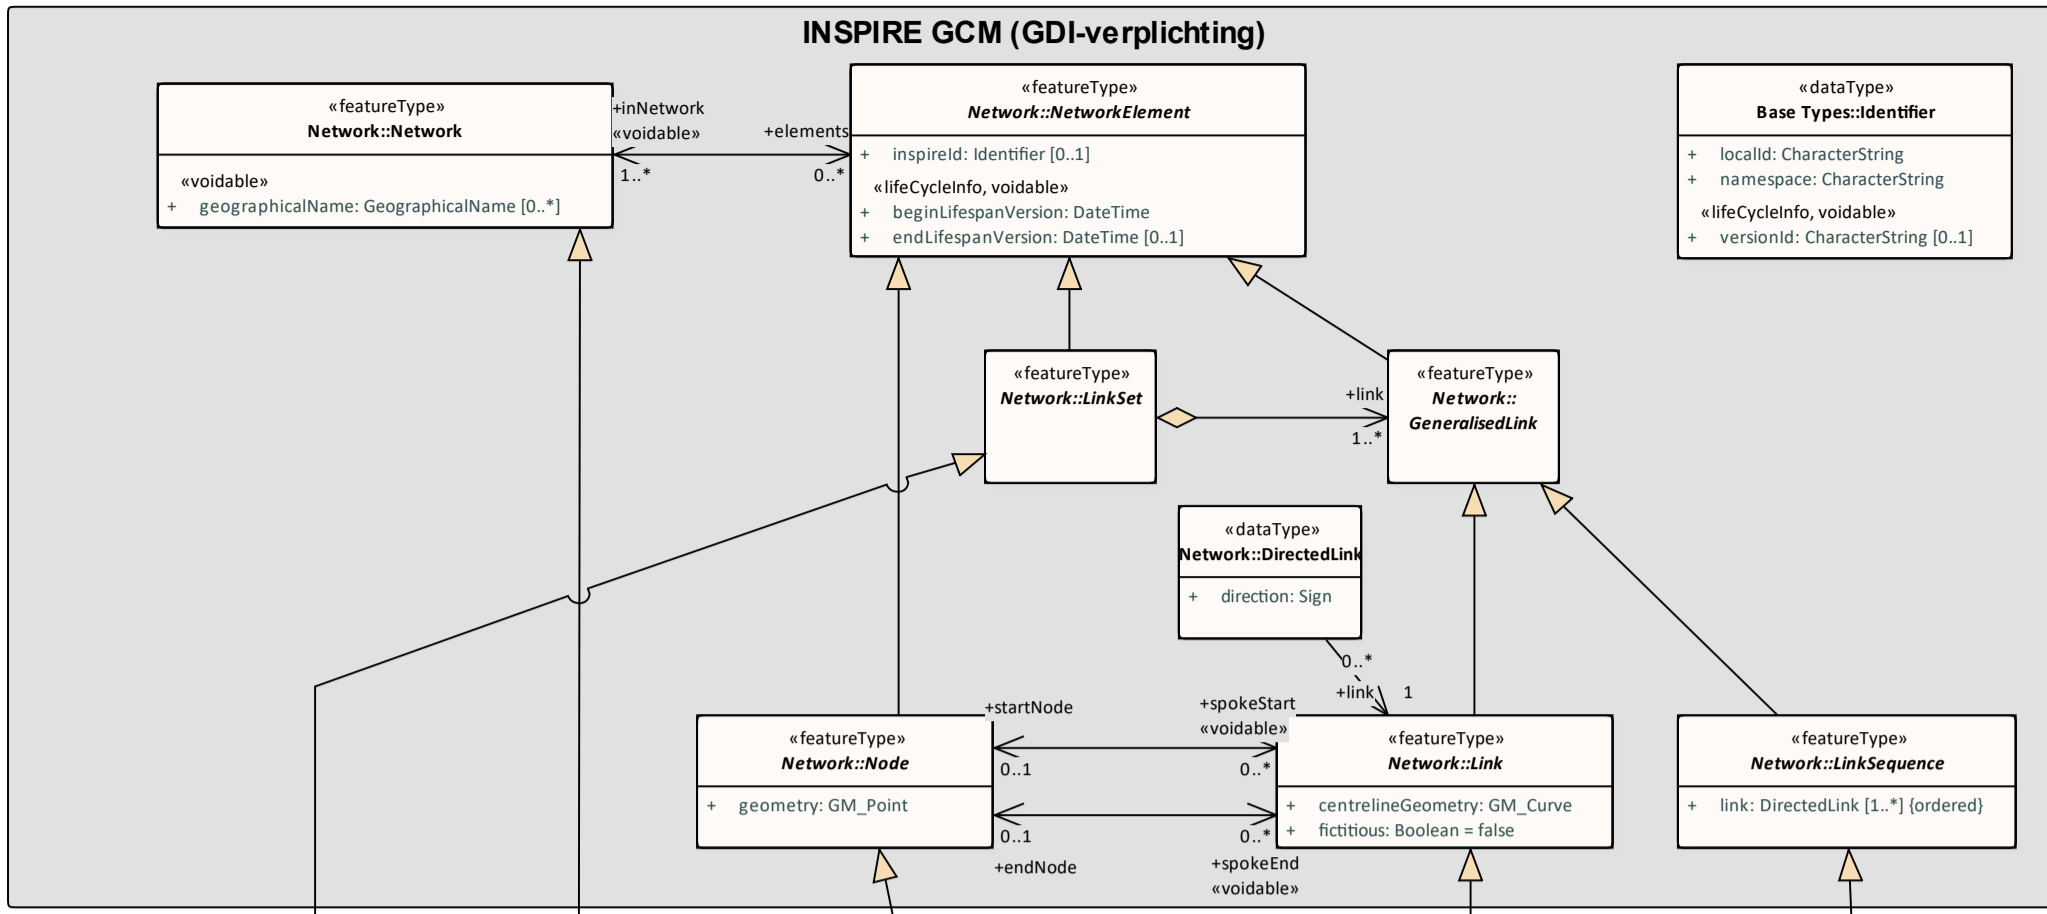 INSPIRE GCM (GDI-verplichting)
«featureType»
Network::Network
«voidable»
+ geographicalName: GeographicalName [0..*]
+inNetwork
«voidable»
1..*
+elements
0..*
«featureType»
Network::NetworkElement
+ inspireId: Identifier [0..1]
«lifeCycleInfo, voidable»
+ beginLifespanVersion: DateTime
+ endLifespanVersion: DateTime [0..1]
«dataType»
Base Types::Identifier
+ localId: CharacterString
+ namespace: CharacterString
«lifeCycleInfo, voidable»
+ versionId: CharacterString [0..1]
«featureType»
Network::LinkSet
+link
1..*
«featureType»
Network::
GeneralisedLink
«dataType»
Network::DirectedLink
+ direction: Sign
0..*
+link 1
«featureType»
Network::Node
+ geometry: GM_Point
+startNode
0..1
+spokeStart
«voidable»
0..*
0..1
+endNode
0..*
+spokeEnd
«voidable»
«featureType»
Network::Link
+ centrelineGeometry: GM_Curve
+ fictitious: Boolean = false
«featureType»
Network::LinkSequence
+ link: DirectedLink [1..*] {ordered}